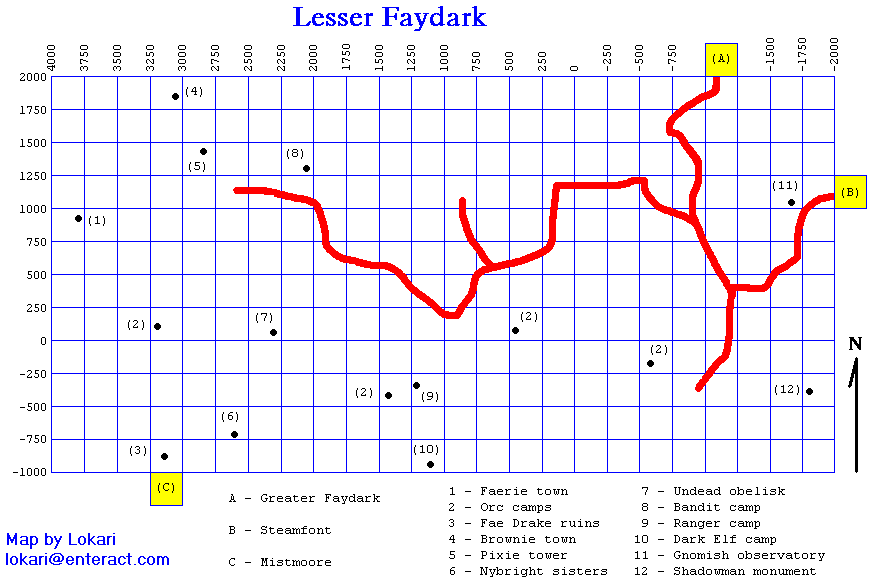 Lesser Faydark
4000 3750 3500 3250 3000 2750 2500 2250 2000 1750 1500 1250 1000 750 500 250 0 -250 -500 -750 (A) -1500 -1750 -2000
2000
1750
1500
1250
1000
750
500
250
0
-250
-500
-750
-1000
(4)
(5)
(8)
(11)
(B)
(1)
(2)
(7)
(2)
(2)
(2)
(9)
(12)
(6)
(3)
(10)
(C)
N
A - Greater Faydark
B - Steamfont
C - Mistmoore
1 - Faerie town
2 - Orc camps
3 - Fae Drake ruins
4 - Brownie town
5 - Pixie tower
6 - Nybright sisters
7 - Undead obelisk
8 - Bandit camp
9 - Ranger camp
10 - Dark Elf camp
11 - Gnomish observatory
12 - Shadowman monument
Map by Lokari
lokari@enteract.com